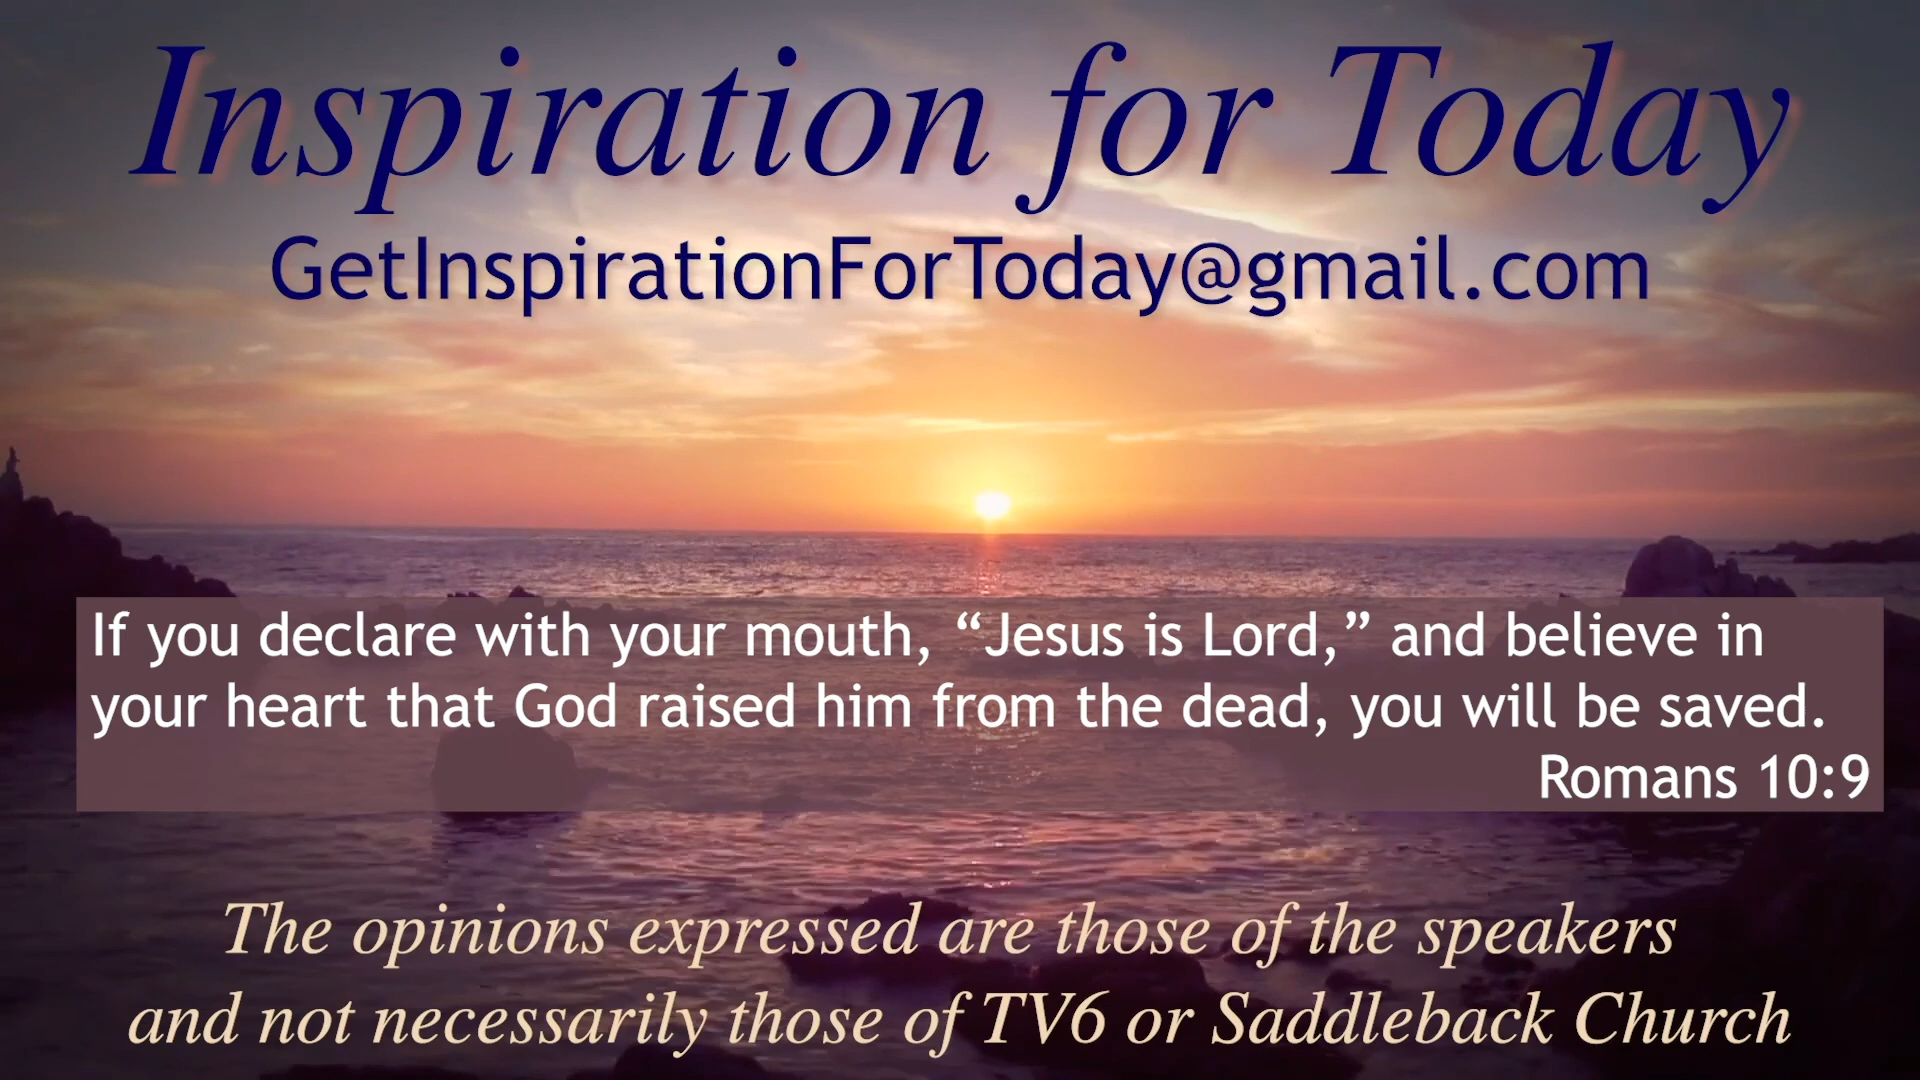 Inspiration for Today
GetInspirationForToday@gmail.com
If you declare with your mouth, “Jesus is Lord,” and believe in
your heart that God raised him from the dead, you will be saved.
Romans 10:9
The opinions expressed are those of the speakers
and not necessarily those of TV6 or Saddleback Church